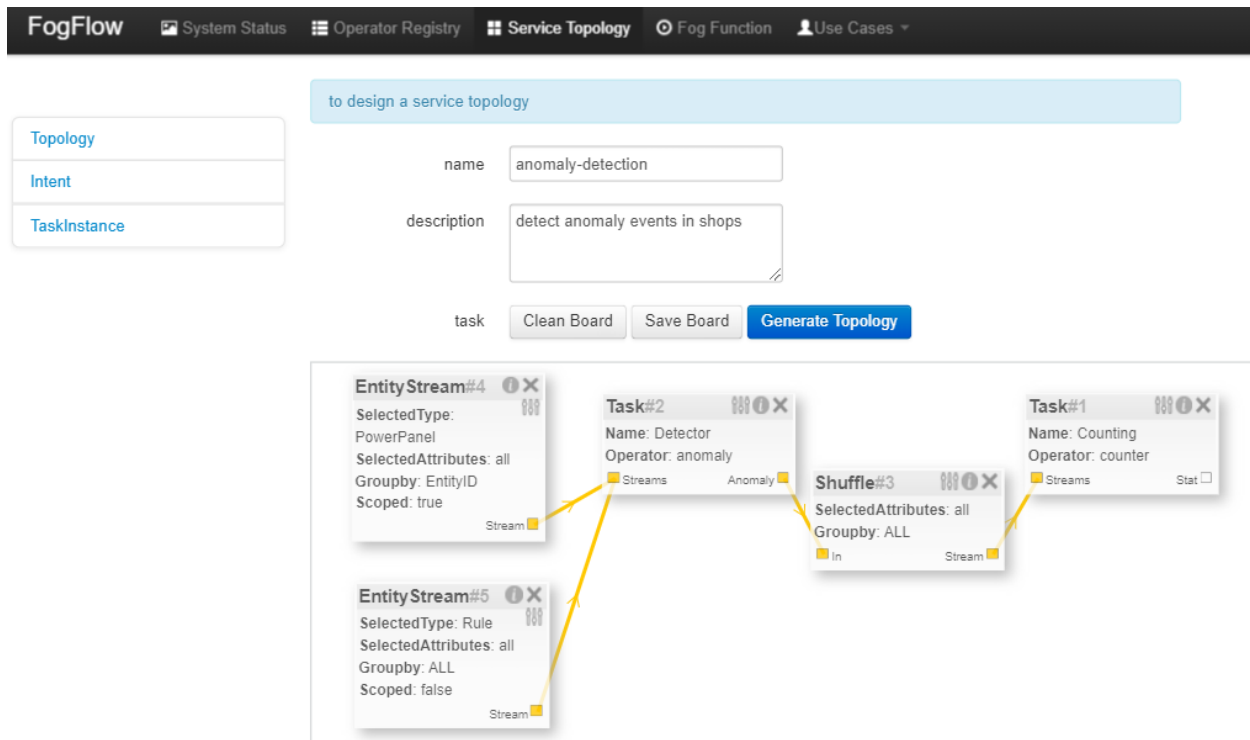 FogFlow System Status Operator Registry Service Topology Fog Function Use Cases
to design a service topology
Topology
Intent
TaskInstance
name anomaly-detection
description detect anomaly events in shops
task Clean Board Save Board Generate Topology
EntityStream#4
SelectedType:
PowerPanel
SelectedAttributes: all
Groupby: EntityID
Scoped: true
Stream
EntityStream#5
SelectedType: Rule
SelectedAttributes: all
Groupby: ALL
Scoped: false
Stream
Task#2
Name: Detector
Operator: anomaly
Streams Anomaly
Shuffle#3
SelectedAttributes: all
Groupby: ALL
In Stream
Task#1
Name: Counting
Operator: counter
Streams Stat